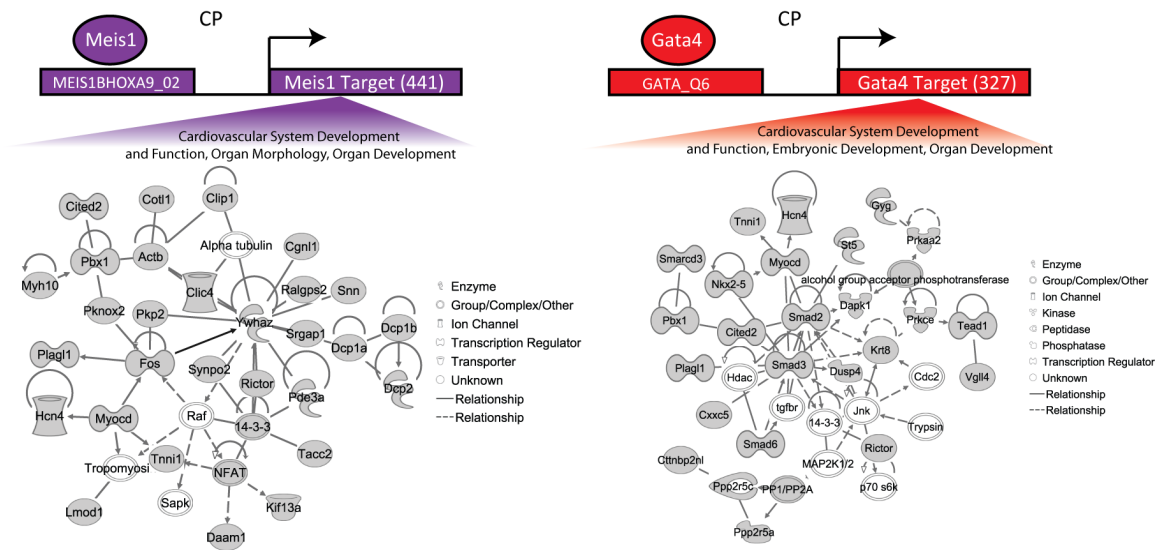 CP
Meis1
MEIS1BHOXA9_02
Meis1 Target (441)
Cardiovascular System Development
and Function, Organ Morphology, Organ Development
Cited2
Cotl1
Clip1
Alpha tubulin
Cgnl1
Pbx1
Actb
Myh10
Clic4
Ralgps2
Snn
Pknox2
Pkp2
Ywhaz
Srgap1
Dcp1b
Dcp1a
Plagl1
Fos
Synpo2
Rictor
Pde3a
Dcp2
Hcn4
Myocd
Raf
14-3-3
Tacc2
Tropomyosi
Tnni1
NFAT
Sapk
Kif13a
Lmod1
Daam1
Enzyme
Group/Complex/Other
Ion Channel
Transcription Regulator
Transporter
Unknown
Relationship
Relationship
CP
Gata4
GATA_Q6
Gata4 Target (327)
Cardiovascular System Development
and Function, Embryonic Development, Organ Development
Hcn4
Gyg
Tnni1
St5
Prkaa2
Smarcd3
Myocd
alcohol group acceptor phosphotransferase
Nkx2-5
Dapk1
Pbx1
Cited2
Smad2
Prkce
Tead1
Krt8
Plagl1
Hdac
Smad3
Dusp4
Cdc2
Vgll4
Cxxc5
tgfbr
14-3-3
Jnk
Trypsin
Smad6
MAP2K1/2
Rictor
Cttnbp2nl
Ppp2r5c
PP1/PP2A
p70 s6k
Ppp2r5a
Enzyme
Group/Complex/Other
Ion Channel
Kinase
Peptidase
Phosphatase
Transcription Regulator
Unknown
Relationship
Relationship